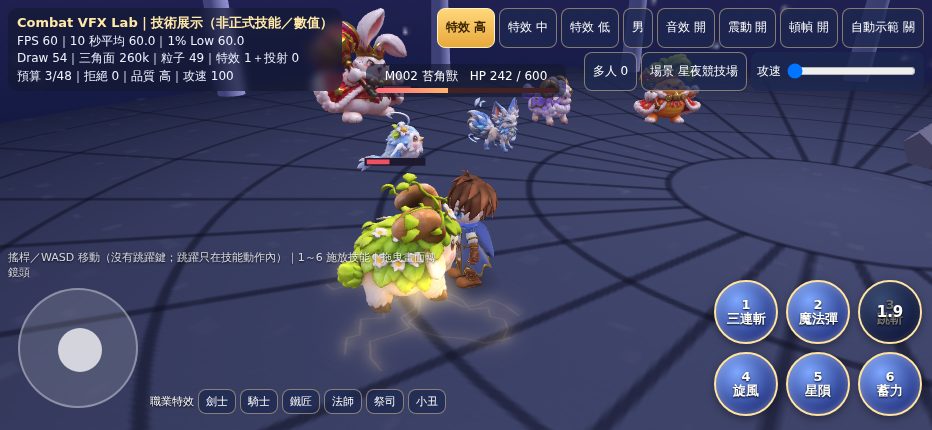 Combat VFX Lab｜技術展示（非正式技能／數值）
FPS 60｜10 秒平均 60.0｜1% Low 60.0
Draw 54｜三角面 260k｜粒子 49｜特效 1＋投射 0
預算 3/48｜拒絕 0｜品質 高｜攻速 100
特效 高
特效 中
特效 低
男
音效 開
震動 開
頓幀 開
自動示範 關
多人 0
場景 星夜競技場
攻速
M002 苔角獸 HP 242 / 600
搖桿／WASD 移動（沒有跳躍鍵；跳躍只在技能動作內）｜1～6 施放技能｜拖曳畫面轉
鏡頭
1
三連斬
2
魔法彈
3
1.9
跳斬
4
旋風
5
星隕
6
蓄力
職業特效
劍士
騎士
鐵匠
法師
祭司
小丑